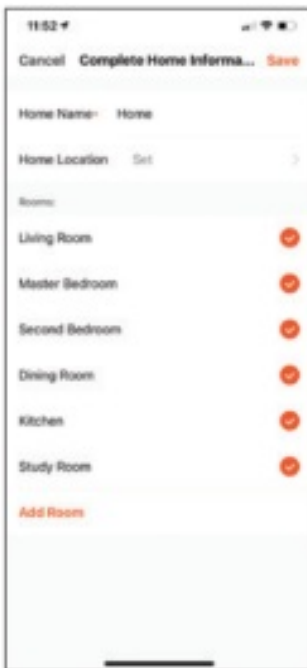 11:52
Cancel Complete Home Informa... Save
Home Name* Home
Home Location Set
Rooms:
Living Room
Master Bedroom
Second Bedroom
Dining Room
Kitchen
Study Room
Add Room